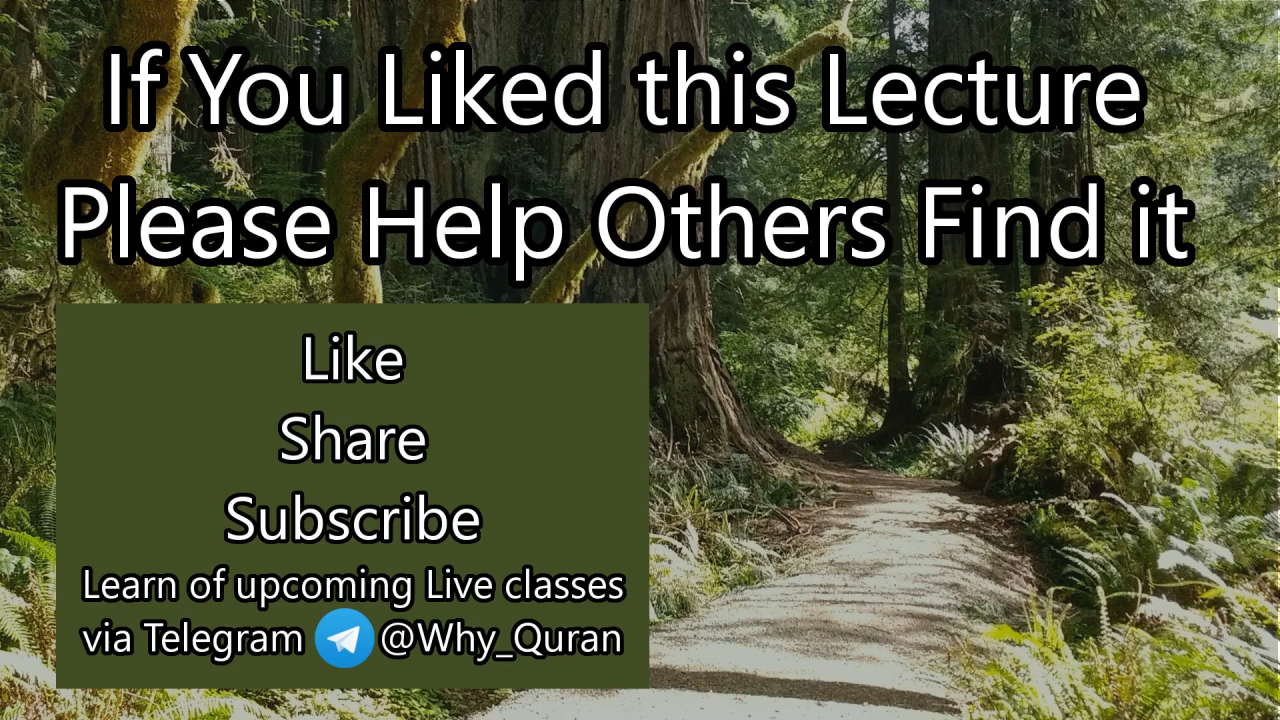 If You Liked this Lecture
Please Help Others Find it
Like
Share
Subscribe
Learn of upcoming Live classes
via Telegram @Why_Quran